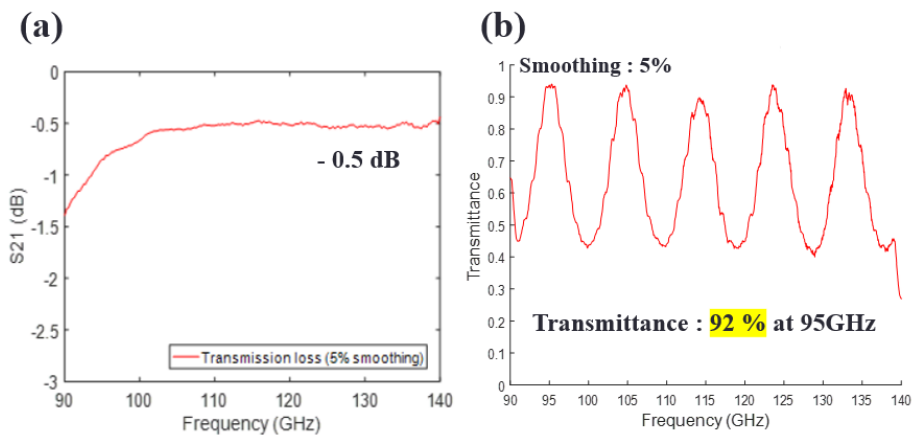 (a)
0
-0.5
-1
-1.5
-2
-2.5
-3
S21 (dB)
- 0.5 dB
Transmission loss (5% smoothing)
90 100 110 120 130 140
Frequency (GHz)
(b)
Smoothing : 5%
1
0.9
0.8
0.7
0.6
0.5
0.4
0.3
0.2
0.1
0
Transmittance
Transmittance : 92 % at 95GHz
90 95 100 105 110 115 120 125 130 135 140
Frequency (GHz)